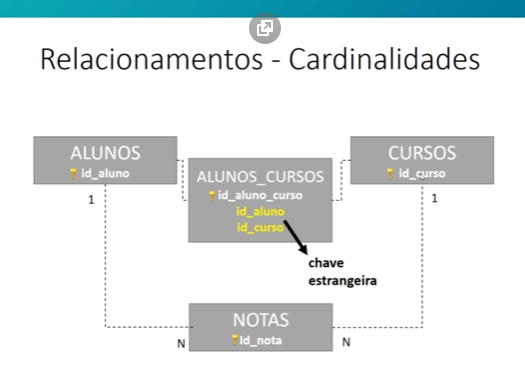 Relacionamentos - Cardinalidades
ALUNOS
id_aluno
1
ALUNOS_CURSOS
id_aluno_curso
id_aluno
id_curso
CURSOS
id_curso
1
chave
estrangeira
NOTAS
Id_nota
N
N